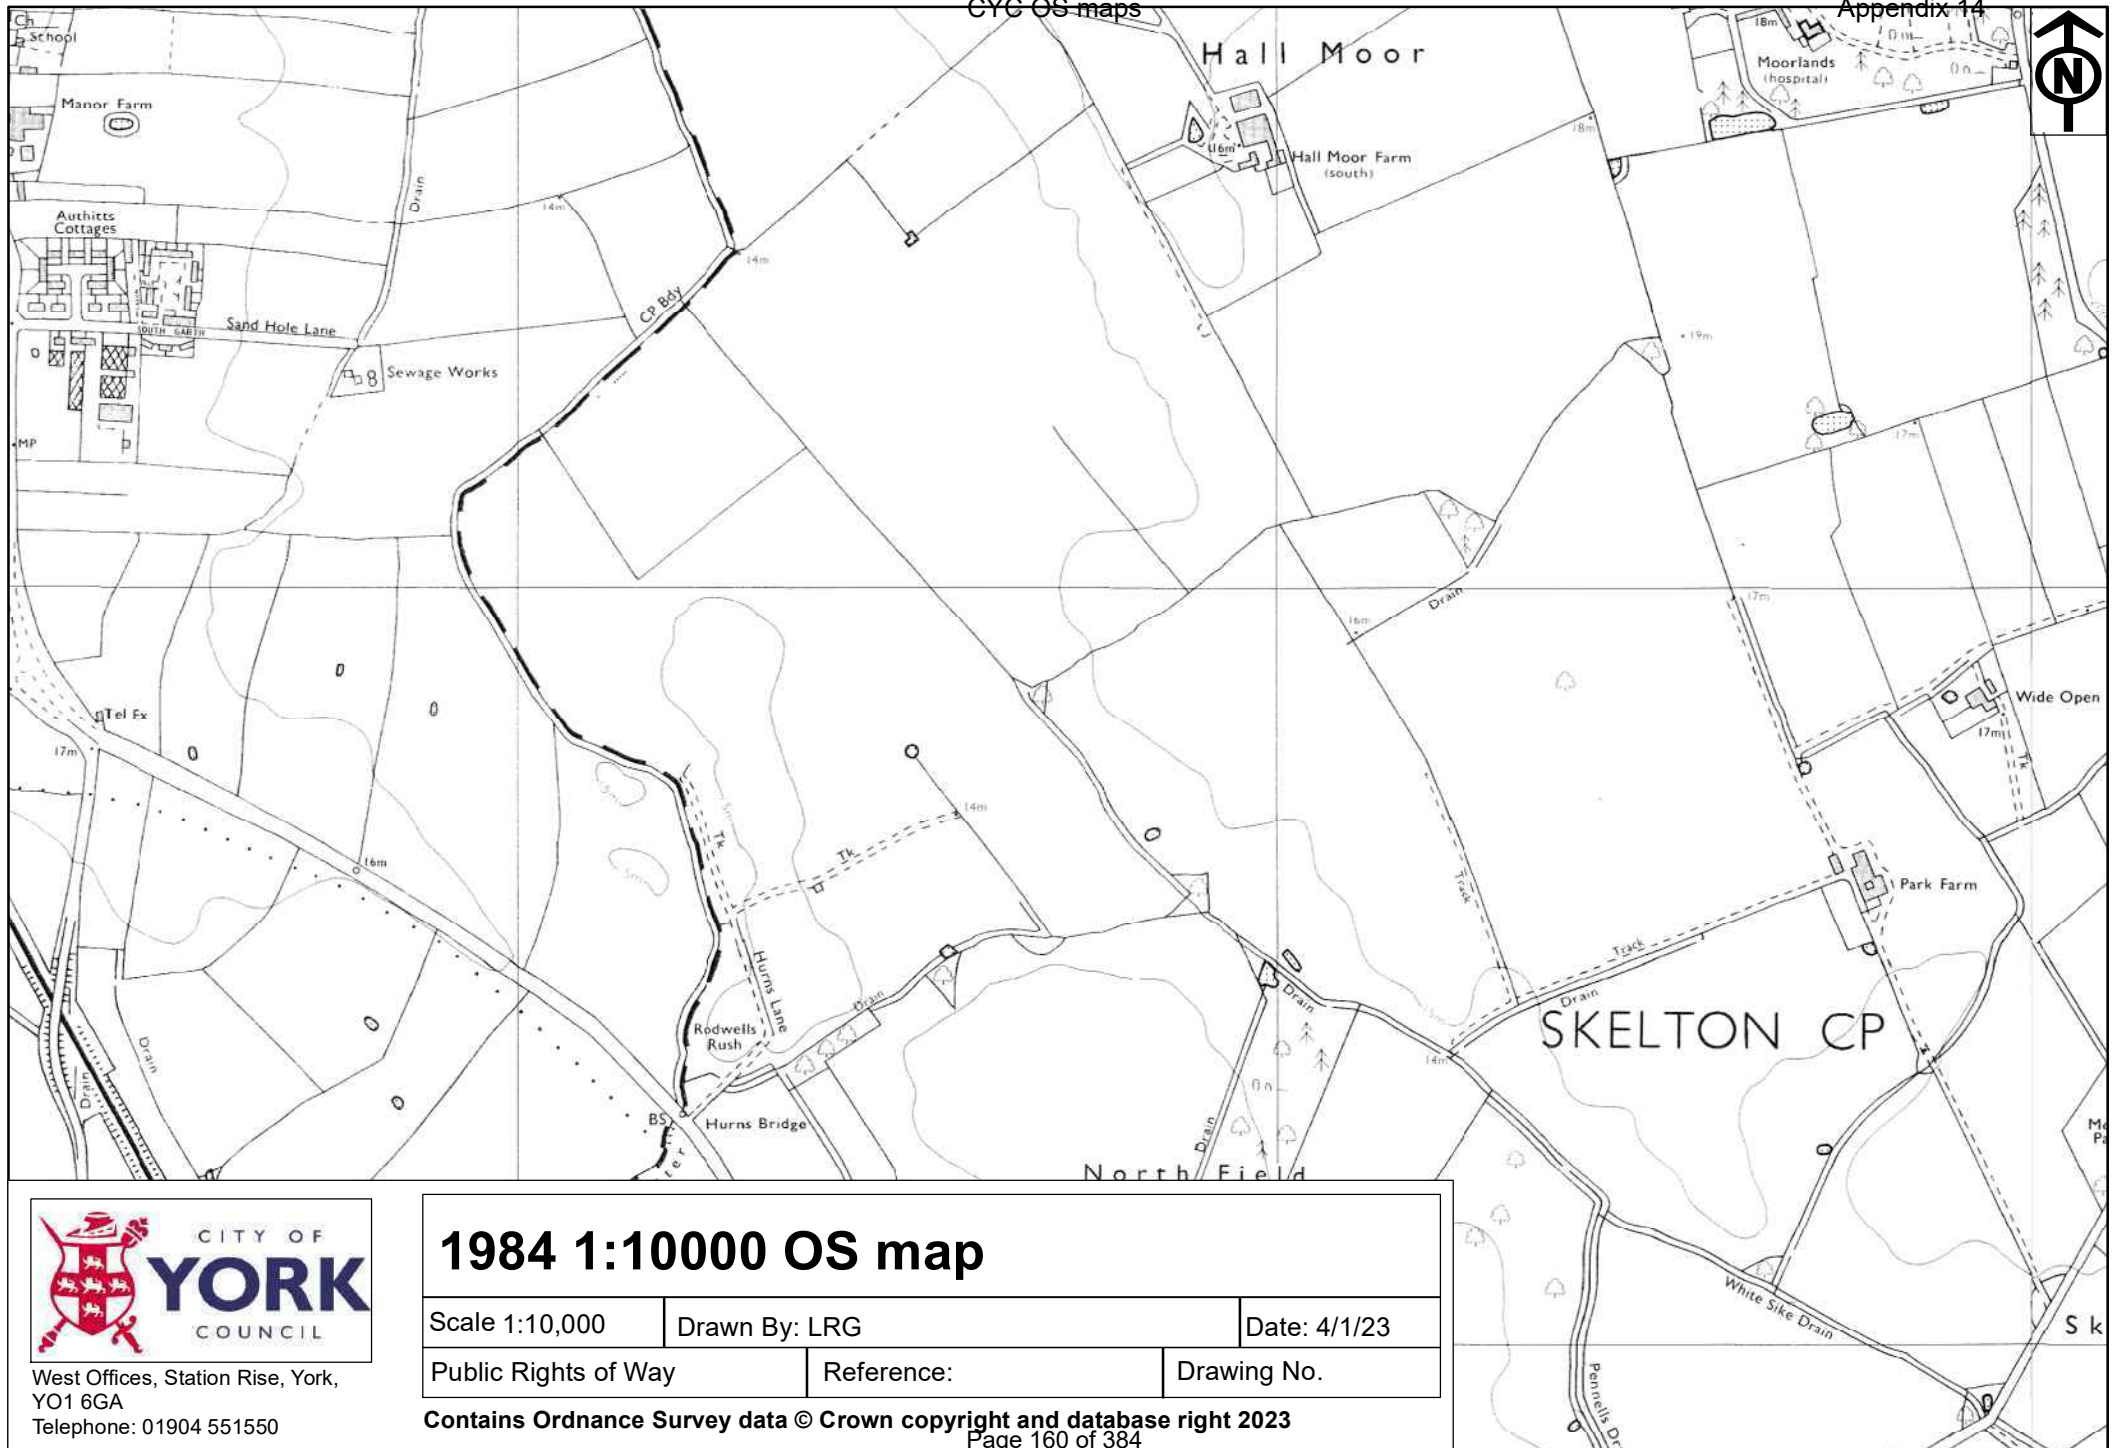 CYC OS maps
Appendix 14
N
Ch
School
Manor Farm
Authitts
Cottages
Drain
14m
14m
CP Bdy
SOUTH GARTH
Sand Hole Lane
Sewage Works
MP
Hall Moor
16m
Hall Moor Farm
(south)
18m
18m
Moorlands
(hospital)
19m
17m
Drain
16m
17m
Wide Open
17m
Tk
Tel Ex
17m
16m
Tk
Tk
14m
Track
Park Farm
Track
Drain
Hurns Lane
Drain
Rodwells
Rush
Drain
15m
14m
SKELTON CP
Drain
Drain
BS
Hurns Bridge
Drain
North Field
White Sike Drain
Pennells Dr
Sk
CITY OF
YORK
COUNCIL
West Offices, Station Rise, York,
YO1 6GA
Telephone: 01904 551550
1984 1:10000 OS map
Scale 1:10,000
Drawn By: LRG
Date: 4/1/23
Public Rights of Way
Reference:
Drawing No.
Contains Ordnance Survey data © Crown copyright and database right 2023
Page 160 of 384